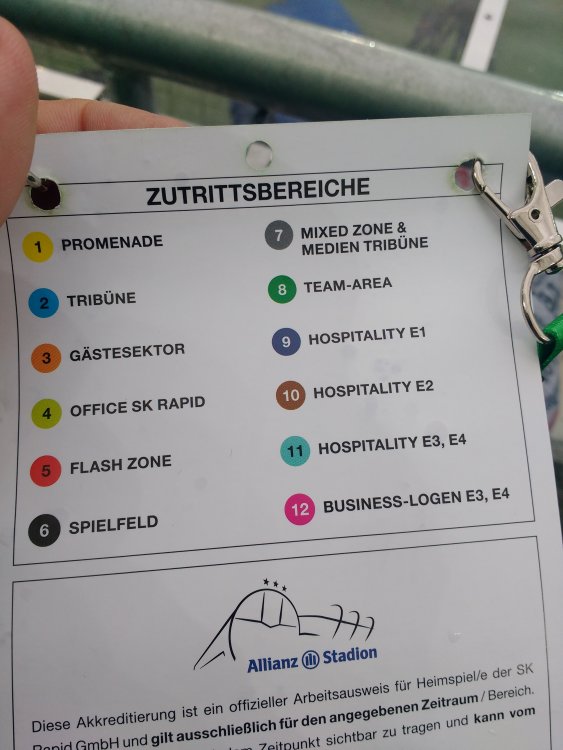 ZUTRITTSBEREICHE
1 PROMENADE
2 TRIBÜNE
3 GÄSTESEKTOR
4 OFFICE SK RAPID
5 FLASH ZONE
6 SPIELFELD
7 MIXED ZONE &
MEDIEN TRIBÜNE
8 TEAM-AREA
9 HOSPITALITY E1
10 HOSPITALITY E2
11 HOSPITALITY E3, E4
12 BUSINESS-LOGEN E3, E4
Allianz Stadion
Diese Akkreditierung ist ein offizieller Arbeitsausweis für Heimspiel/e der SK
Rapid GmbH und gilt ausschließlich für den angegebenen Zeitraum / Bereich.
Zeitpunkt sichtbar zu tragen und kann vom